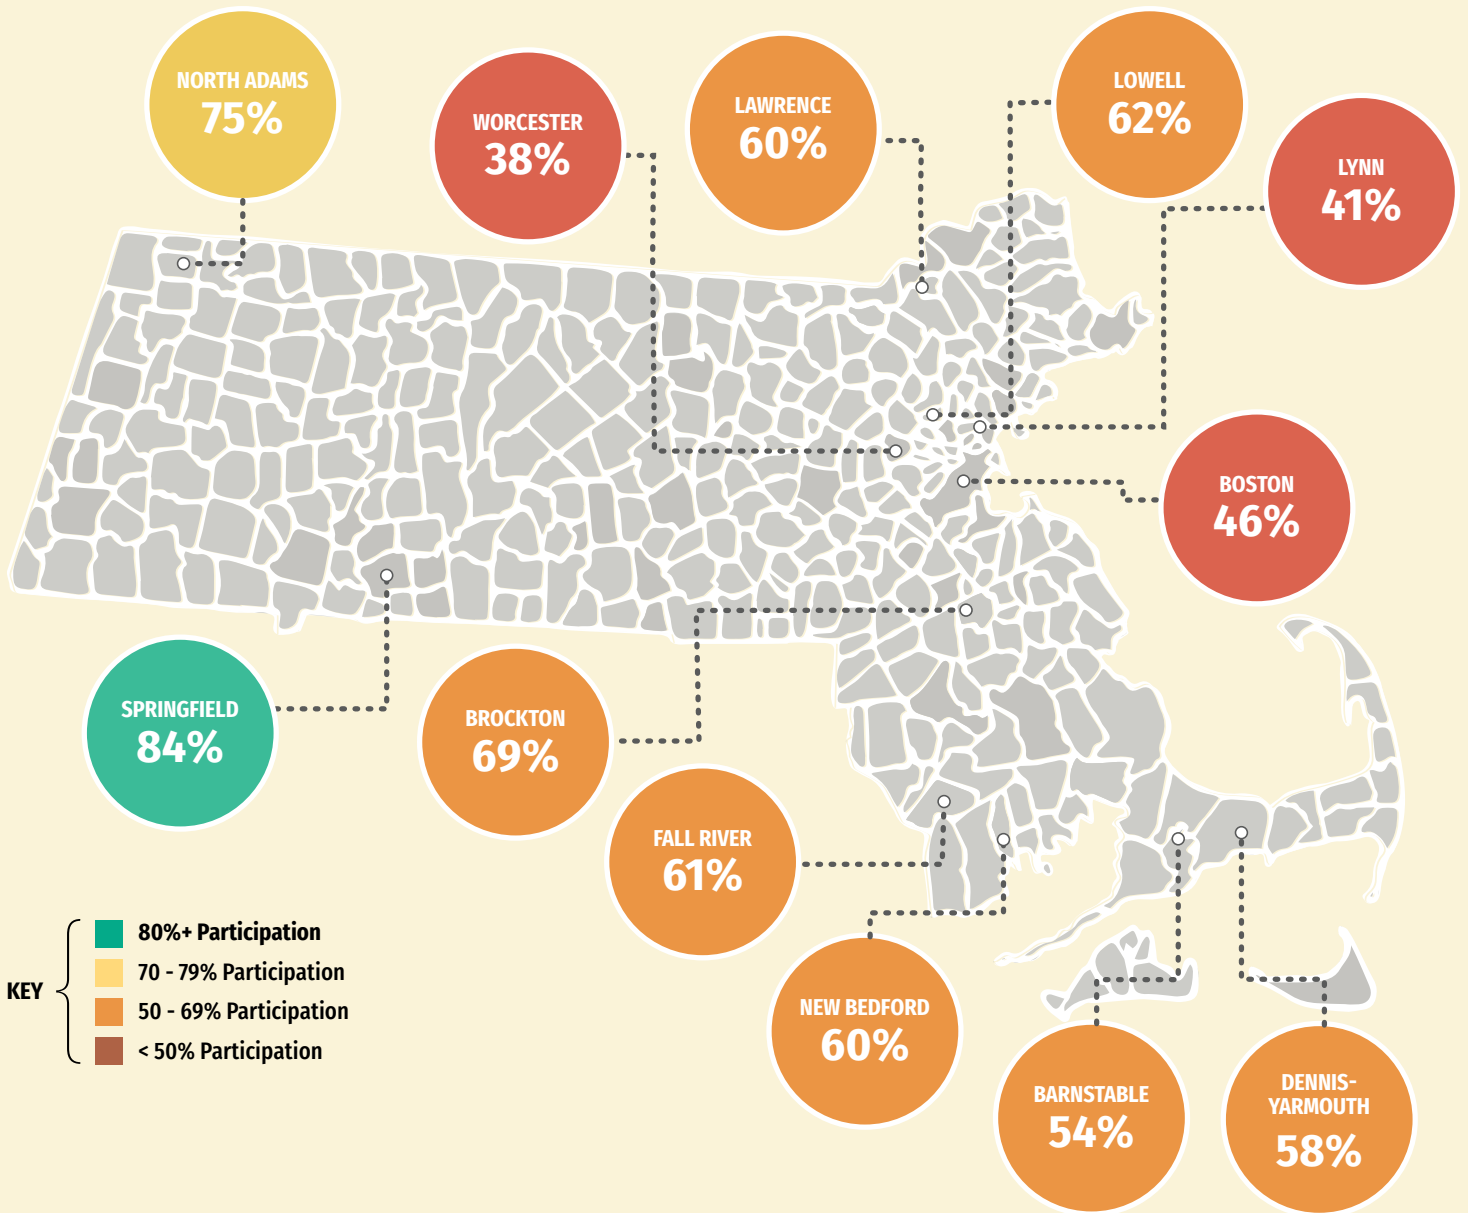 NORTH ADAMS
75%
WORCESTER
38%
LAWRENCE
60%
LOWELL
62%
LYNN
41%
BOSTON
46%
SPRINGFIELD
84%
BROCKTON
69%
FALL RIVER
61%
NEW BEDFORD
60%
BARNSTABLE
54%
DENNIS-
YARMOUTH
58%
KEY
80%+ Participation
70 - 79% Participation
50 - 69% Participation
< 50% Participation